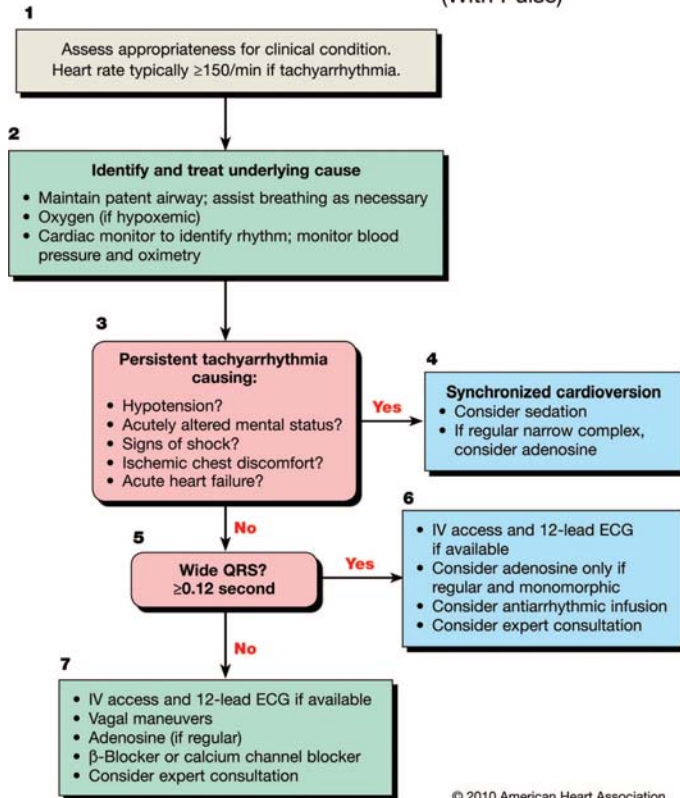 (With Pulse)
1
Assess appropriateness for clinical condition.
Heart rate typically ≥150/min if tachyarrhythmia.
2
Identify and treat underlying cause
• Maintain patent airway; assist breathing as necessary
• Oxygen (if hypoxemic)
• Cardiac monitor to identify rhythm; monitor blood
pressure and oximetry
3
Persistent tachyarrhythmia
causing:
• Hypotension?
• Acutely altered mental status?
• Signs of shock?
• Ischemic chest discomfort?
• Acute heart failure?
Yes
4
Synchronized cardioversion
• Consider sedation
• If regular narrow complex,
consider adenosine
No
5
Wide QRS?
≥0.12 second
Yes
6
• IV access and 12-lead ECG
if available
• Consider adenosine only if
regular and monomorphic
• Consider antiarrhythmic infusion
• Consider expert consultation
No
7
• IV access and 12-lead ECG if available
• Vagal maneuvers
• Adenosine (if regular)
• β-Blocker or calcium channel blocker
• Consider expert consultation
© 2010 American Heart Association